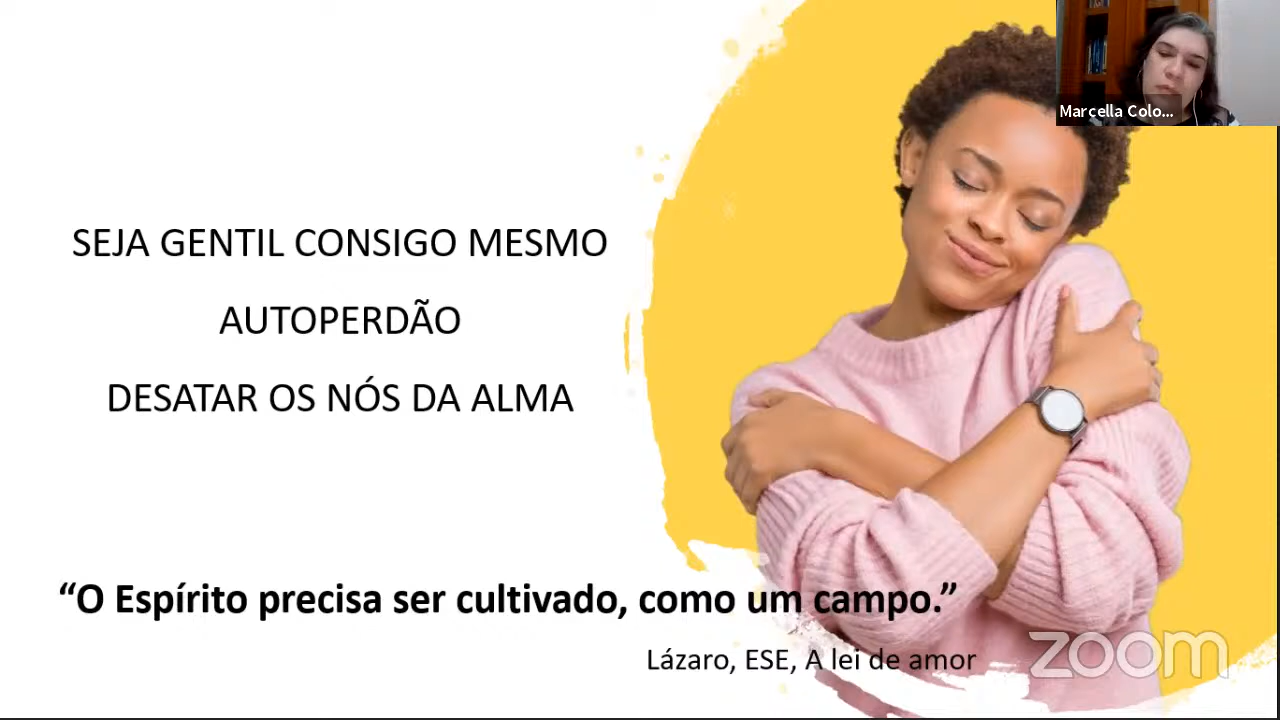 Marcella Colo...
SEJA GENTIL CONSIGO MESMO
AUTOPERDÃO
DESATAR OS NÓS DA ALMA
“O Espírito precisa ser cultivado, como um campo.”
Lázaro, ESE, A lei de amor
zoom